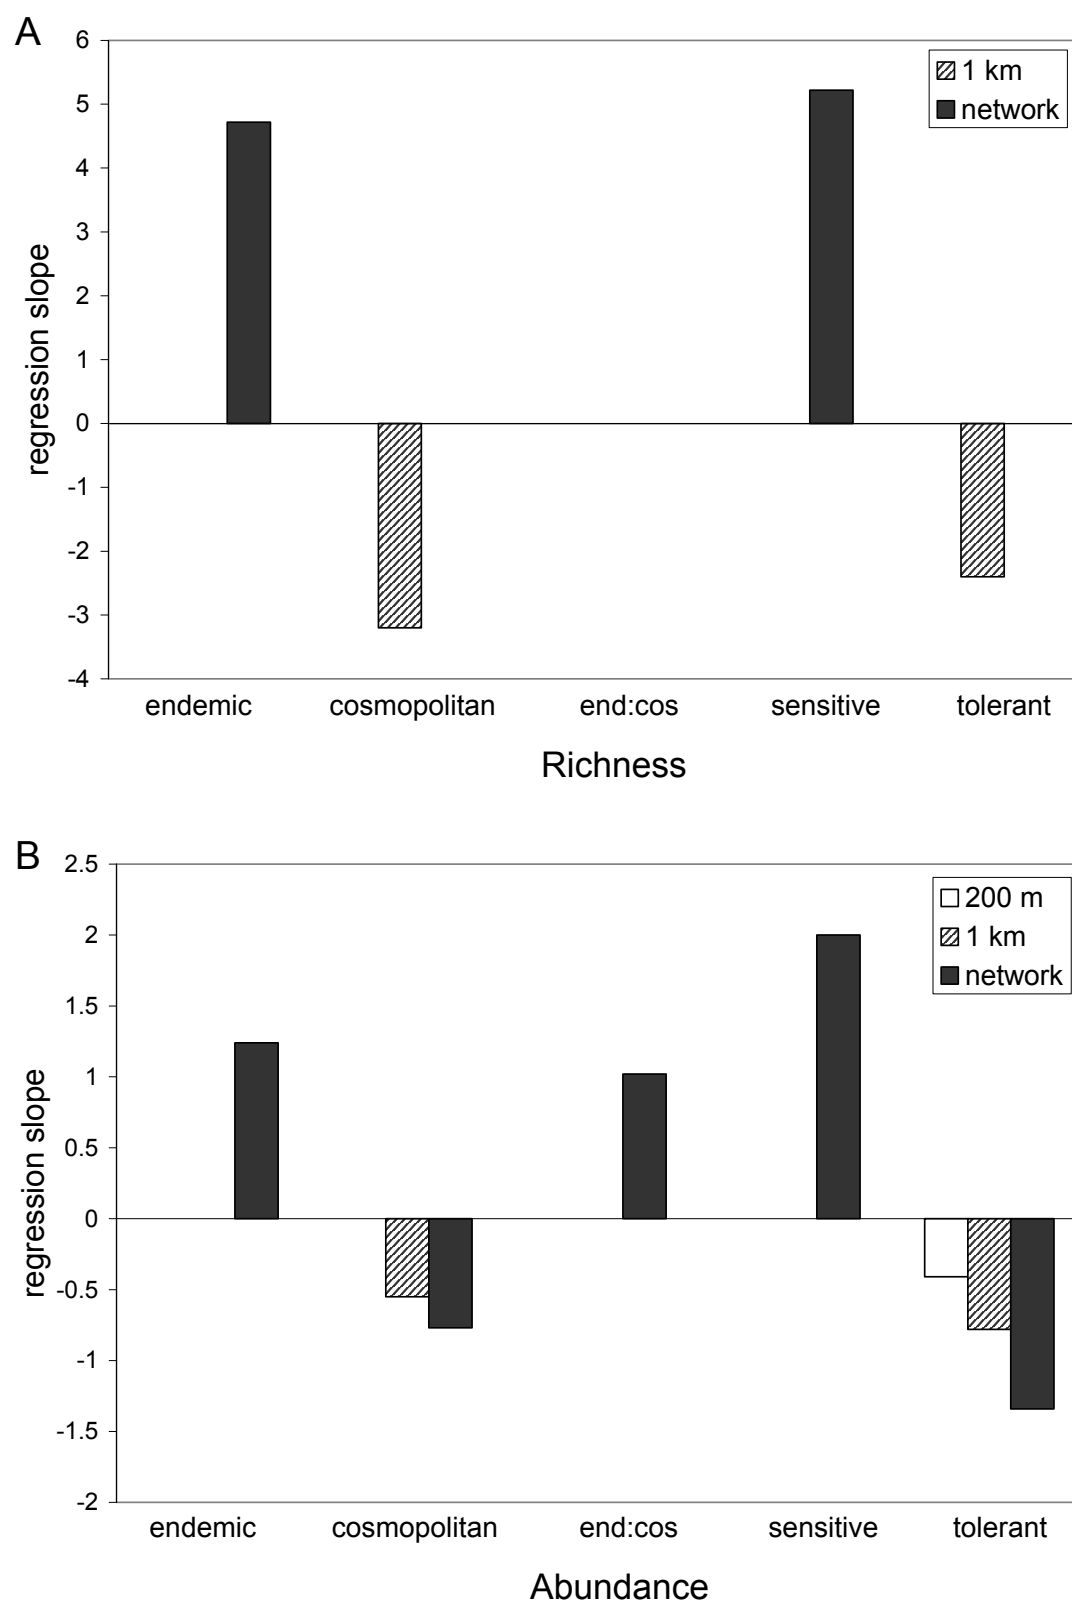 A
6
5
4
3
2
1
0
-1
-2
-3
-4
regression slope
1 km
network
endemic cosmopolitan end:cos sensitive tolerant
Richness
B
2.5
2
1.5
1
0.5
0
-0.5
-1
-1.5
-2
regression slope
200 m
1 km
network
endemic cosmopolitan end:cos sensitive tolerant
Abundance